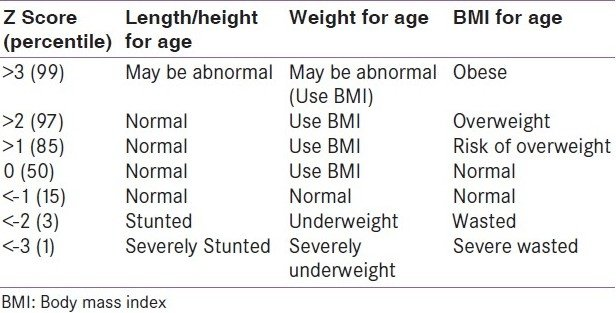 Z Score Length/height Weight for age BMI for age
(percentile) for age
>3 (99) May be abnormal May be abnormal Obese
(Use BMI)
>2 (97) Normal Use BMI Overweight
>1 (85) Normal Use BMI Risk of overweight
0 (50) Normal Use BMI Normal
<-1 (15) Normal Normal Normal
<-2 (3) Stunted Underweight Wasted
<-3 (1) Severely Stunted Severely Severe wasted
underweight
BMI: Body mass index